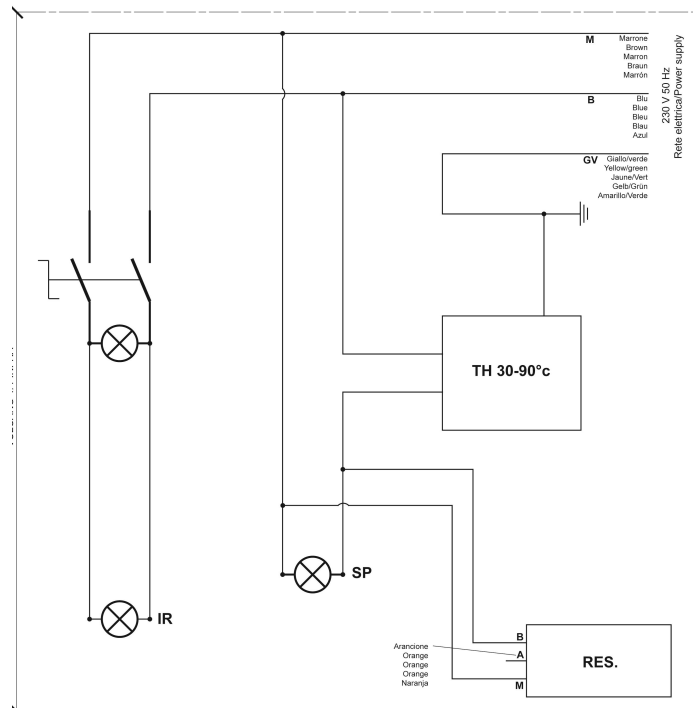 M
Marrone
Brown
Marron
Braun
Marrón
B
Blu
Blue
Bleu
Blau
Azul
230 V 50 Hz
Rete elettrica/Power supply
GV
Giallo/verde
Yellow/green
Jaune/Vert
Gelb/Grün
Amarillo/Verde
TH 30-90°c
SP
IR
Arancione
Orange
Orange
Orange
Naranja
B
A
M
RES.